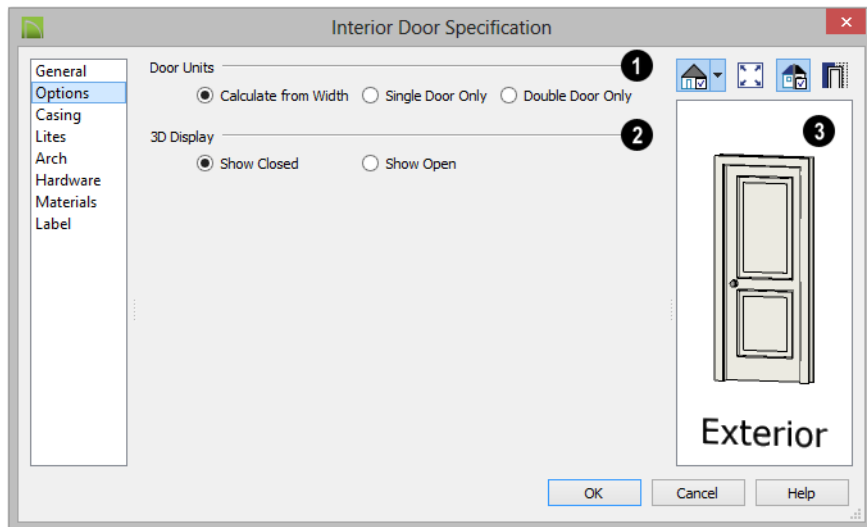 Interior Door Specification
General
Options
Casing
Lites
Arch
Hardware
Materials
Label
Door Units
1
Calculate from Width Single Door Only Double Door Only
3D Display
2
Show Closed Show Open
3
Exterior
OK Cancel Help